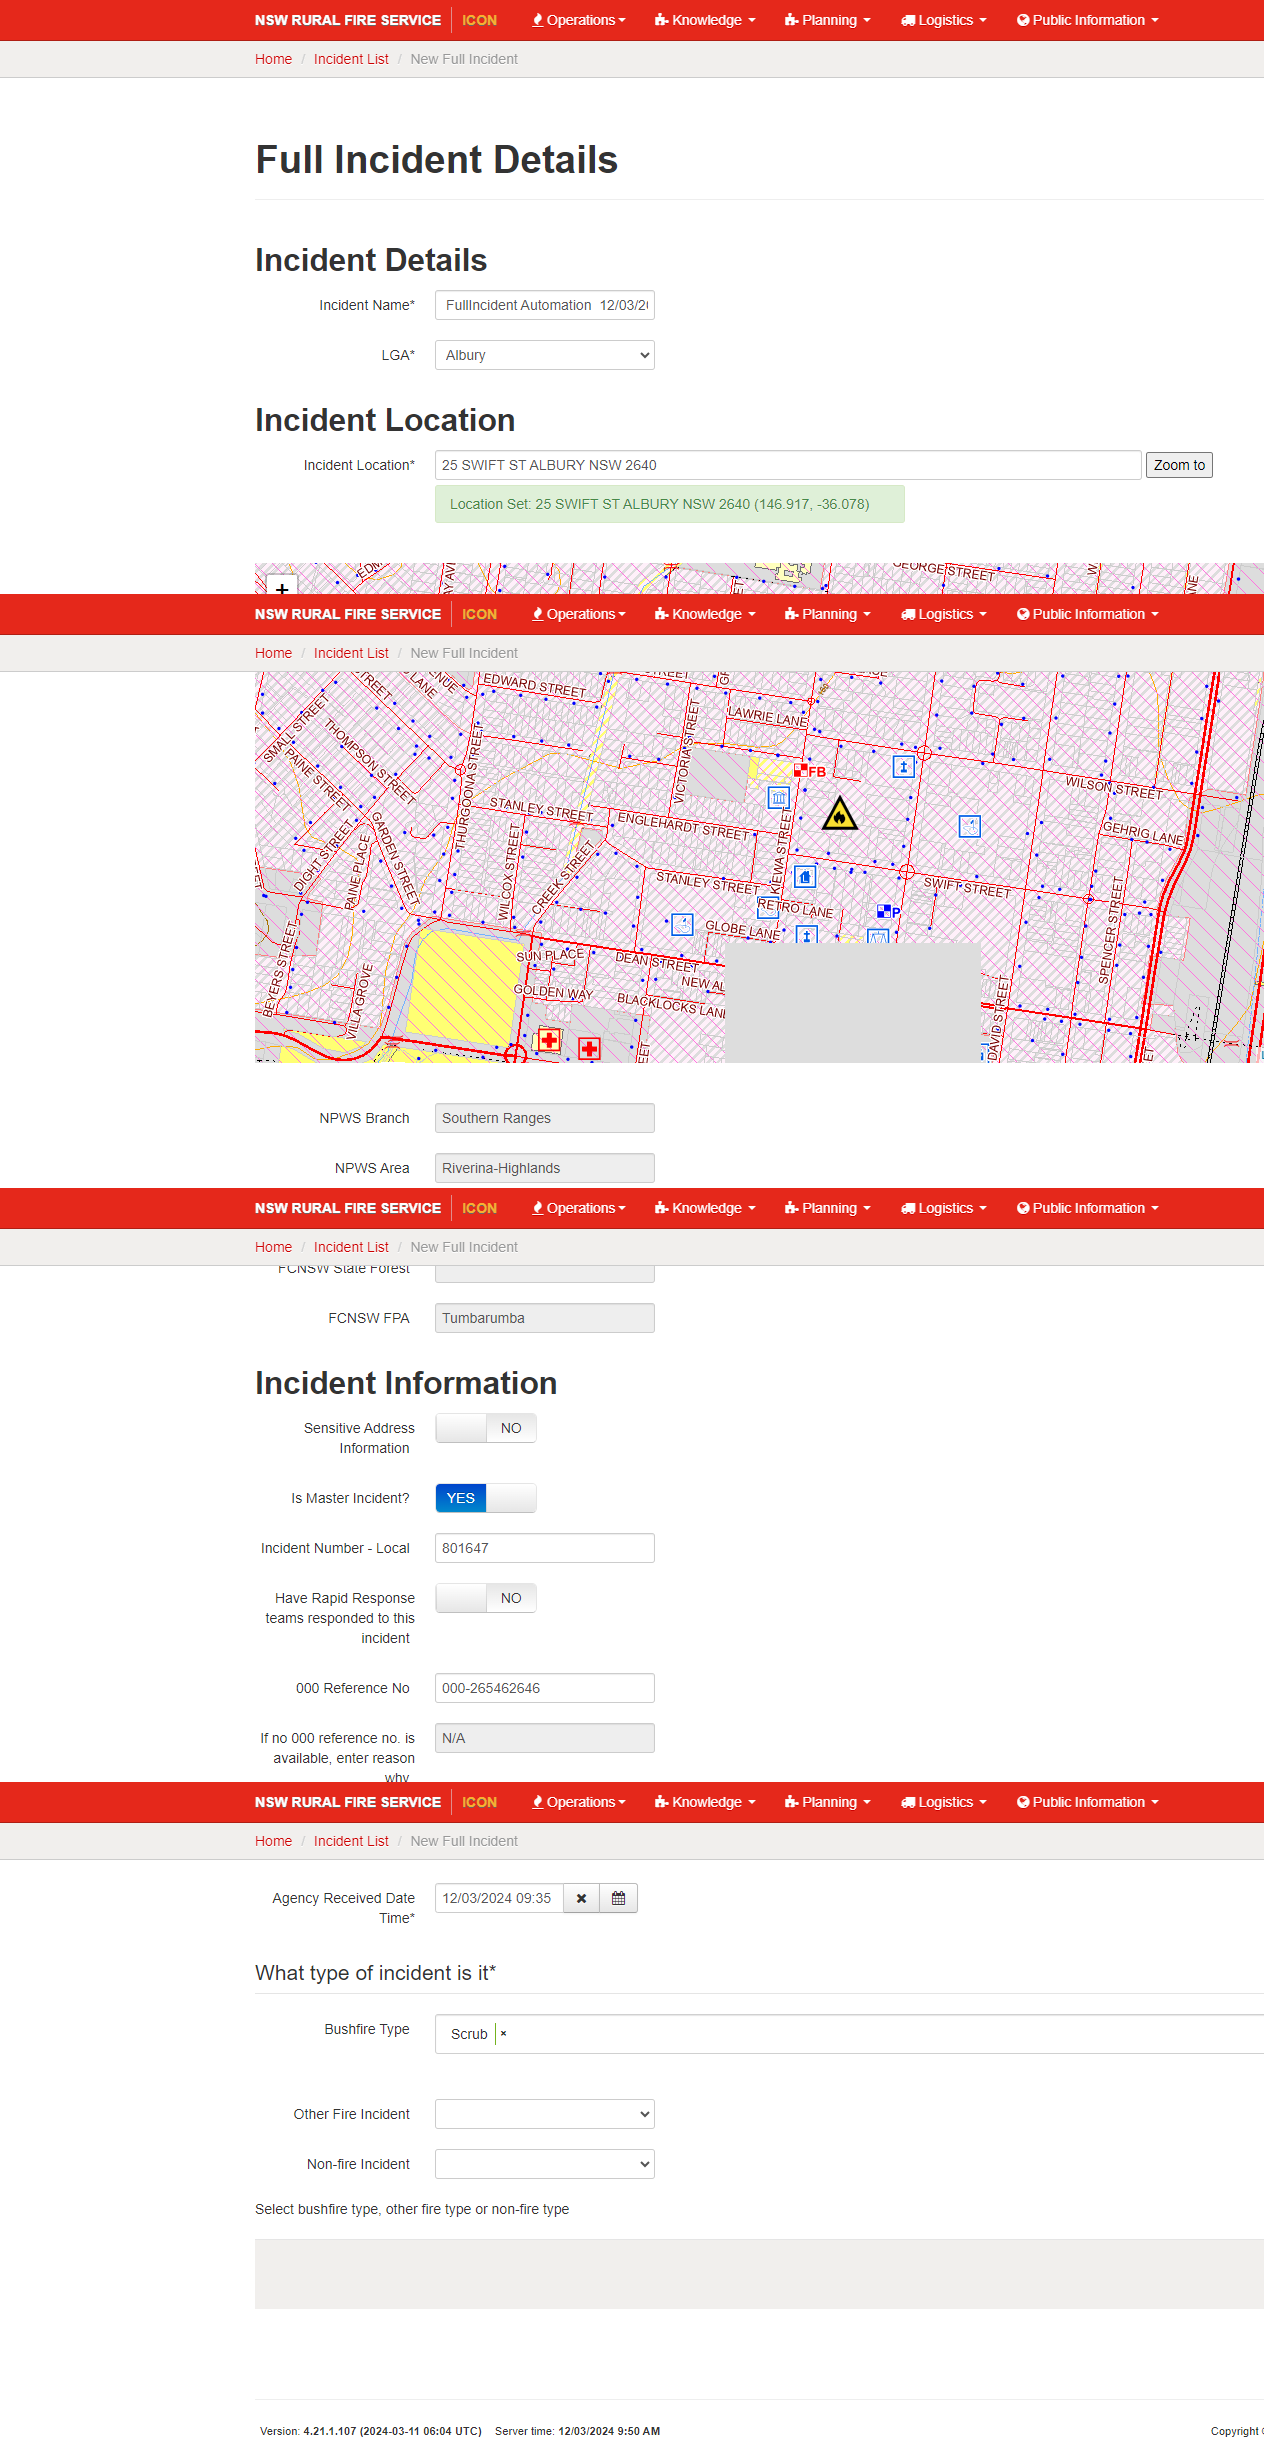 NSW RURAL FIRE SERVICE ICON Operations Knowledge Planning Logistics Public Information
Home / Incident List / New Full Incident
Full Incident Details
Incident Details
Incident Name* FullIncident Automation 12/03/2
LGA* Albury
Incident Location
Incident Location* 25 SWIFT ST ALBURY NSW 2640 Zoom to
Location Set: 25 SWIFT ST ALBURY NSW 2640 (146.917, -36.078)
+
GEORGE STREET
NSW RURAL FIRE SERVICE ICON Operations Knowledge Planning Logistics Public Information
Home / Incident List / New Full Incident
EDWARD STREET
LANE
STREET
SMALL STREET
THOMPSON STREET
PAINE STREET
THURGOONA STREET
VICTORIA STREET
LAWRIE LANE
160
FB
WILSON STREET
STANLEY STREET
ENGLEHARDT STREET
GEHRIG LANE
KIEWA STREET
GARDEN STREET
DIGHT STREET
PAINE PLACE
WILCOX STREET
CREEK STREET
STANLEY STREET
SWIFT STREET
RETRO LANE
P
GLOBE LANE
SPENCER STREET
BEYERS STREET
VILLA GROVE
SUN PLACE
DEAN STREET
NEW AL
GOLDEN WAY
BLACKLOCKS LAN
DAVID STREET
NPWS Branch Southern Ranges
NPWS Area Riverina-Highlands
NSW RURAL FIRE SERVICE ICON Operations Knowledge Planning Logistics Public Information
Home / Incident List / New Full Incident
FCNSW State Forest
FCNSW FPA Tumbarumba
Incident Information
Sensitive Address NO
Information
Is Master Incident? YES
Incident Number - Local 801647
Have Rapid Response NO
teams responded to this
incident
000 Reference No 000-265462646
If no 000 reference no. is N/A
available, enter reason
why
NSW RURAL FIRE SERVICE ICON Operations Knowledge Planning Logistics Public Information
Home / Incident List / New Full Incident
Agency Received Date 12/03/2024 09:35
Time*
What type of incident is it*
Bushfire Type Scrub ×
Other Fire Incident
Non-fire Incident
Select bushfire type, other fire type or non-fire type
Version: 4.21.1.107 (2024-03-11 06:04 UTC) Server time: 12/03/2024 9:50 AM Copyright